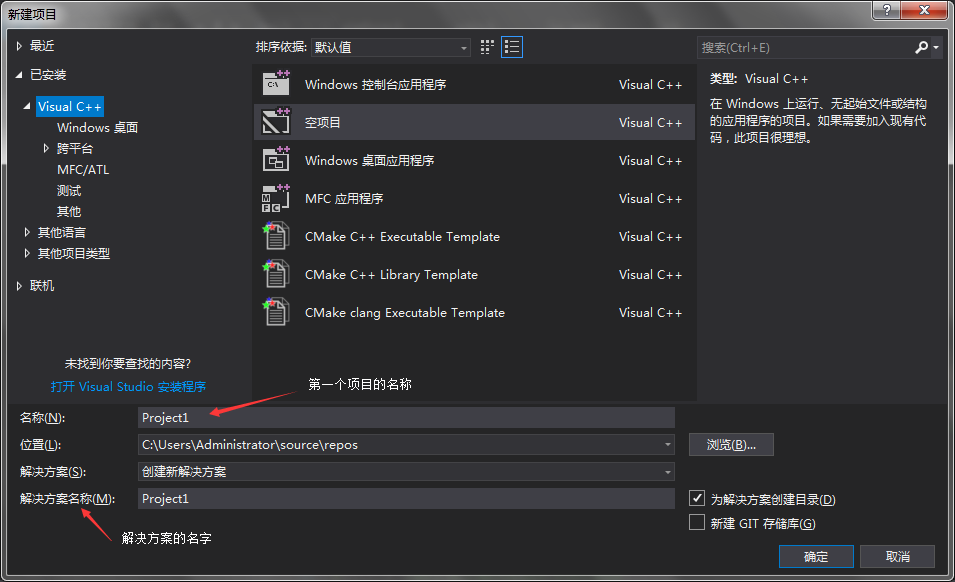 新建项目
最近
已安装
Visual C++
Windows 桌面
跨平台
MFC/ATL
测试
其他
其他语言
其他项目类型
联机
未找到你要查找的内容?
打开 Visual Studio 安装程序
排序依据: 默认值
搜索(Ctrl+E)
Windows 控制台应用程序 Visual C++
空项目 Visual C++
Windows 桌面应用程序 Visual C++
MFC 应用程序 Visual C++
CMake C++ Executable Template Visual C++
CMake C++ Library Template Visual C++
CMake clang Executable Template Visual C++
类型: Visual C++
在 Windows 上运行、无起始文件或结构
的应用程序的项目。如果需要加入现有代
码，此项目很理想。
第一个项目的名称
名称(N): Project1
位置(L): C:\Users\Administrator\source\repos 浏览(B)...
解决方案(S): 创建新解决方案
解决方案名称(M): Project1
为解决方案创建目录(D)
新建 GIT 存储库(G)
解决方案的名字
确定 取消